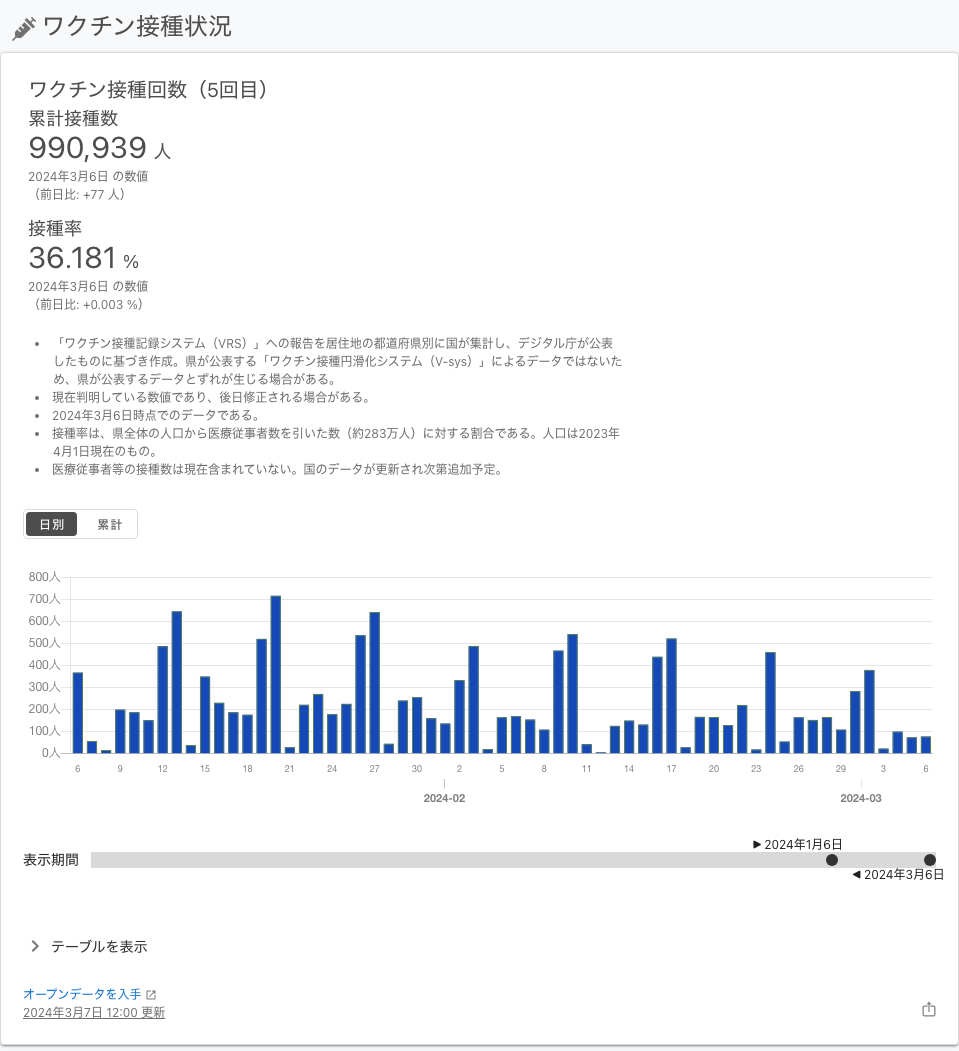 ワクチン接種状況
ワクチン接種回数（5回目）
累計接種数
990,939 人
2024年3月6日 の数値
（前日比: +77 人）
接種率
36.181 %
2024年3月6日 の数値
（前日比: +0.003 %）
• 「ワクチン接種記録システム（VRS）」への報告を居住地の都道府県別に国が集計し、デジタル庁が公表
したものに基づき作成。県が公表する「ワクチン接種円滑化システム（V-sys）」によるデータではないた
め、県が公表するデータとずれが生じる場合がある。
• 現在判明している数値であり、後日修正される場合がある。
• 2024年3月6日時点でのデータである。
• 接種率は、県全体の人口から医療従事者数を引いた数（約283万人）に対する割合である。人口は2023年
4月1日現在のもの。
• 医療従事者等の接種数は現在含まれていない。国のデータが更新され次第追加予定。
日別 累計
800人
700人
600人
500人
400人
300人
200人
100人
0人
6 9 12 15 18 21 24 27 30 2 5 8 11 14 17 20 23 26 29 3 6
2024-02 2024-03
▶ 2024年1月6日
表示期間
◀ 2024年3月6日
テーブルを表示
オープンデータを入手
2024年3月7日 12:00 更新